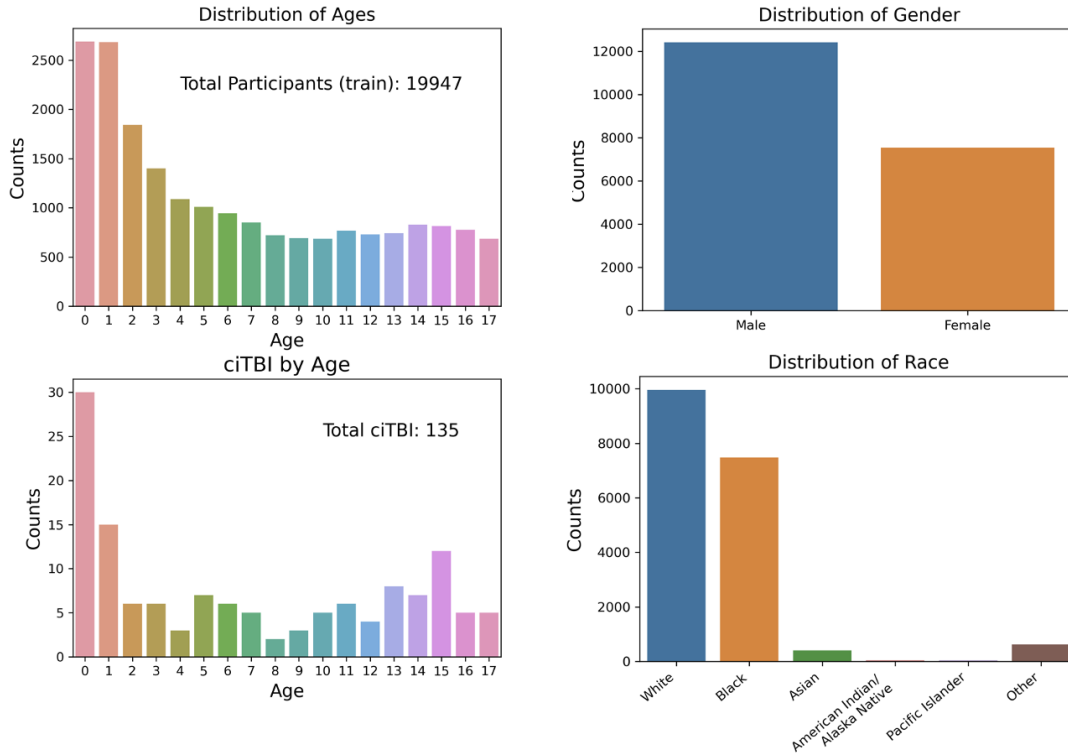 Distribution of Ages
2500
2000
1500
1000
500
0
Counts
Total Participants (train): 19947
0 1 2 3 4 5 6 7 8 9 10 11 12 13 14 15 16 17
Age
Distribution of Gender
12000
10000
8000
6000
4000
2000
0
Counts
Male Female
ciTBI by Age
30
25
20
15
10
5
0
Counts
Total ciTBI: 135
0 1 2 3 4 5 6 7 8 9 10 11 12 13 14 15 16 17
Age
Distribution of Race
10000
8000
6000
4000
2000
0
Counts
White
Black
Asian
American Indian/
Alaska Native
Pacific Islander
Other